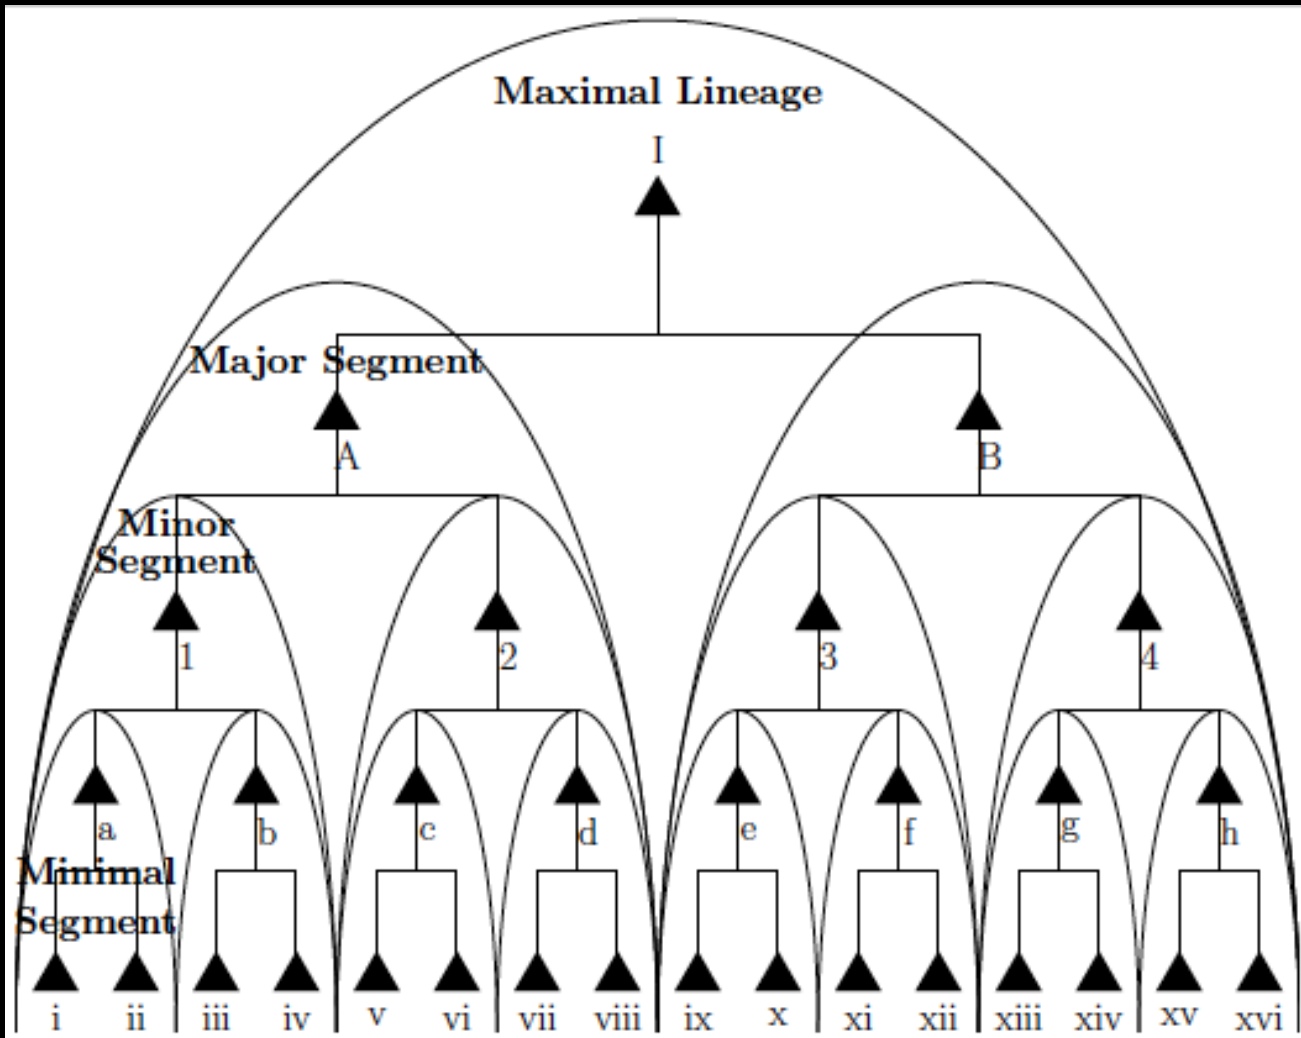 Maximal Lineage
I
Major Segment
A B
Minor
Segment
1 2 3 4
a b c d e f g h
Minimal
Segment
i ii iii iv v vi vii viii ix x xi xii xiii xiv xv xvi